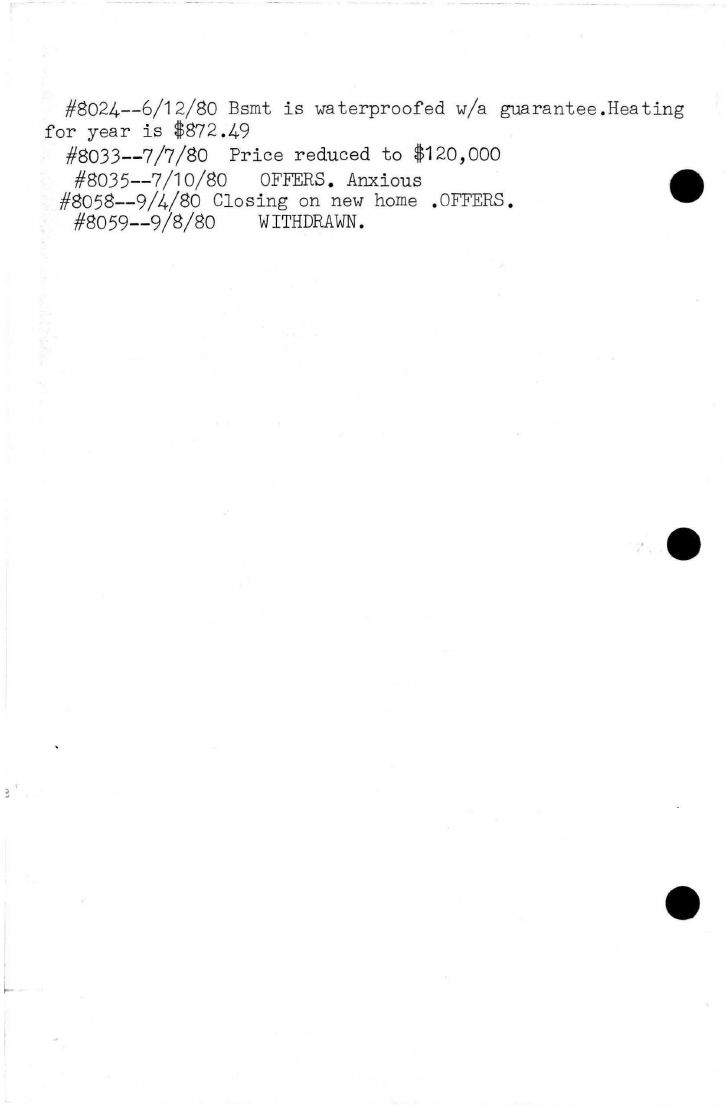 #8024--6/12/80 Bsmt is waterproofed w/a guarantee.Heating
for year is $872.49
#8033--7/7/80 Price reduced to $120,000
#8035--7/10/80 OFFERS. Anxious
#8058--9/4/80 Closing on new home .OFFERS.
#8059--9/8/80 WITHDRAWN.